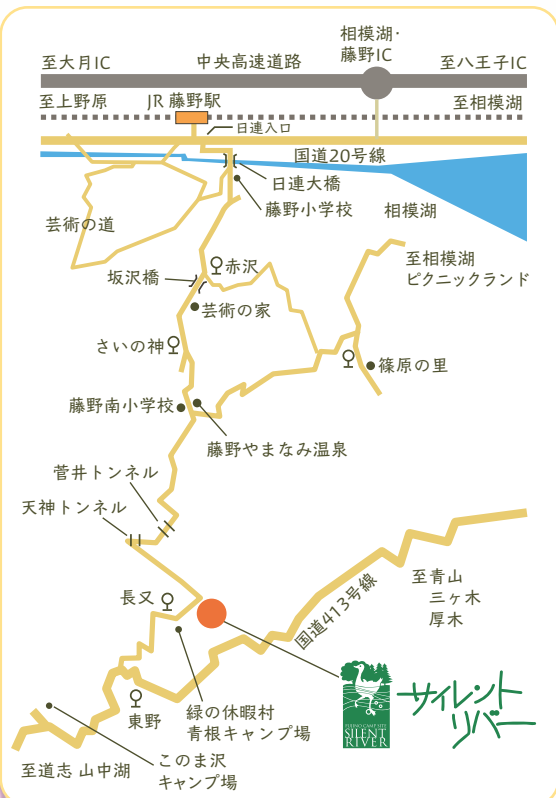 相模湖・
藤野IC
至大月IC
中央高速道路
至八王子IC
至上野原
JR 藤野駅
至相模湖
日連入口
国道20号線
日連大橋
藤野小学校
相模湖
芸術の道
至相模湖
ピクニックランド
赤沢
坂沢橋
芸術の家
さいの神
篠原の里
藤野南小学校
藤野やまなみ温泉
菅井トンネル
天神トンネル
国道413号線
至青山
三ヶ木
厚木
長又
サイレント
リバー
SILENT
RIVER
東野
緑の休暇村
青根キャンプ場
このま沢
キャンプ場
至道志 山中湖